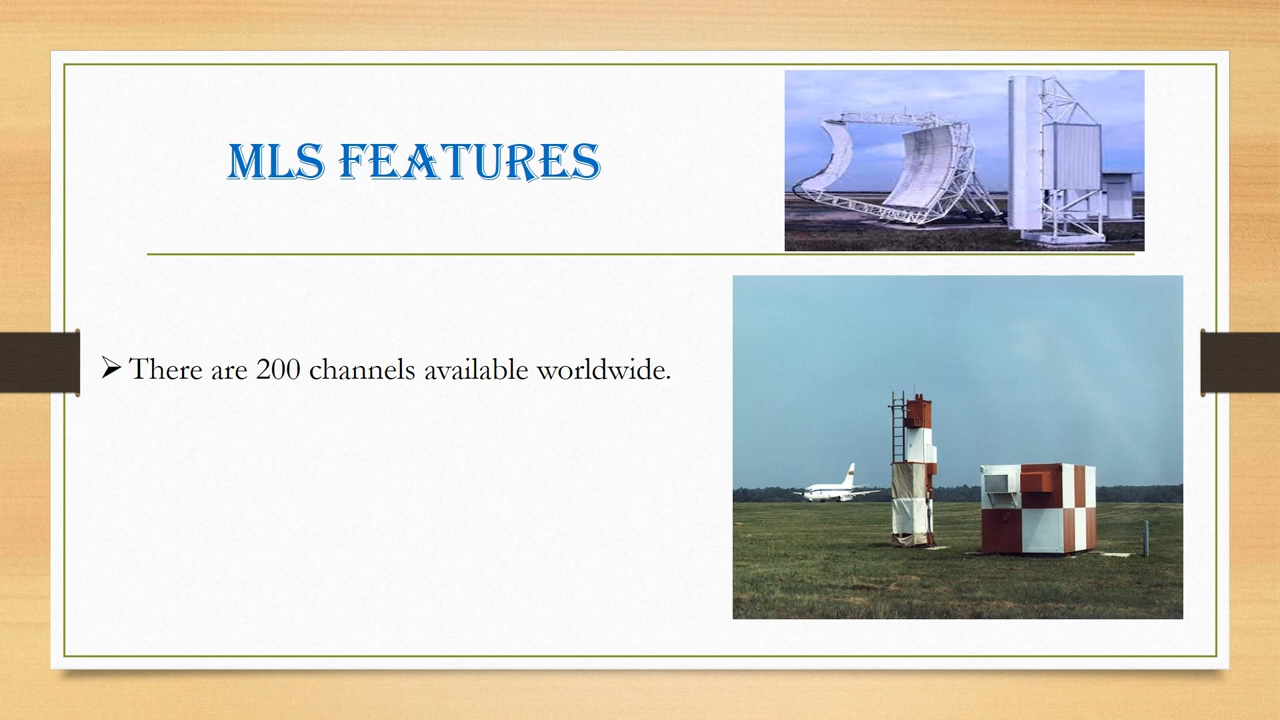 MLS FEATURES
➢ There are 200 channels available worldwide.